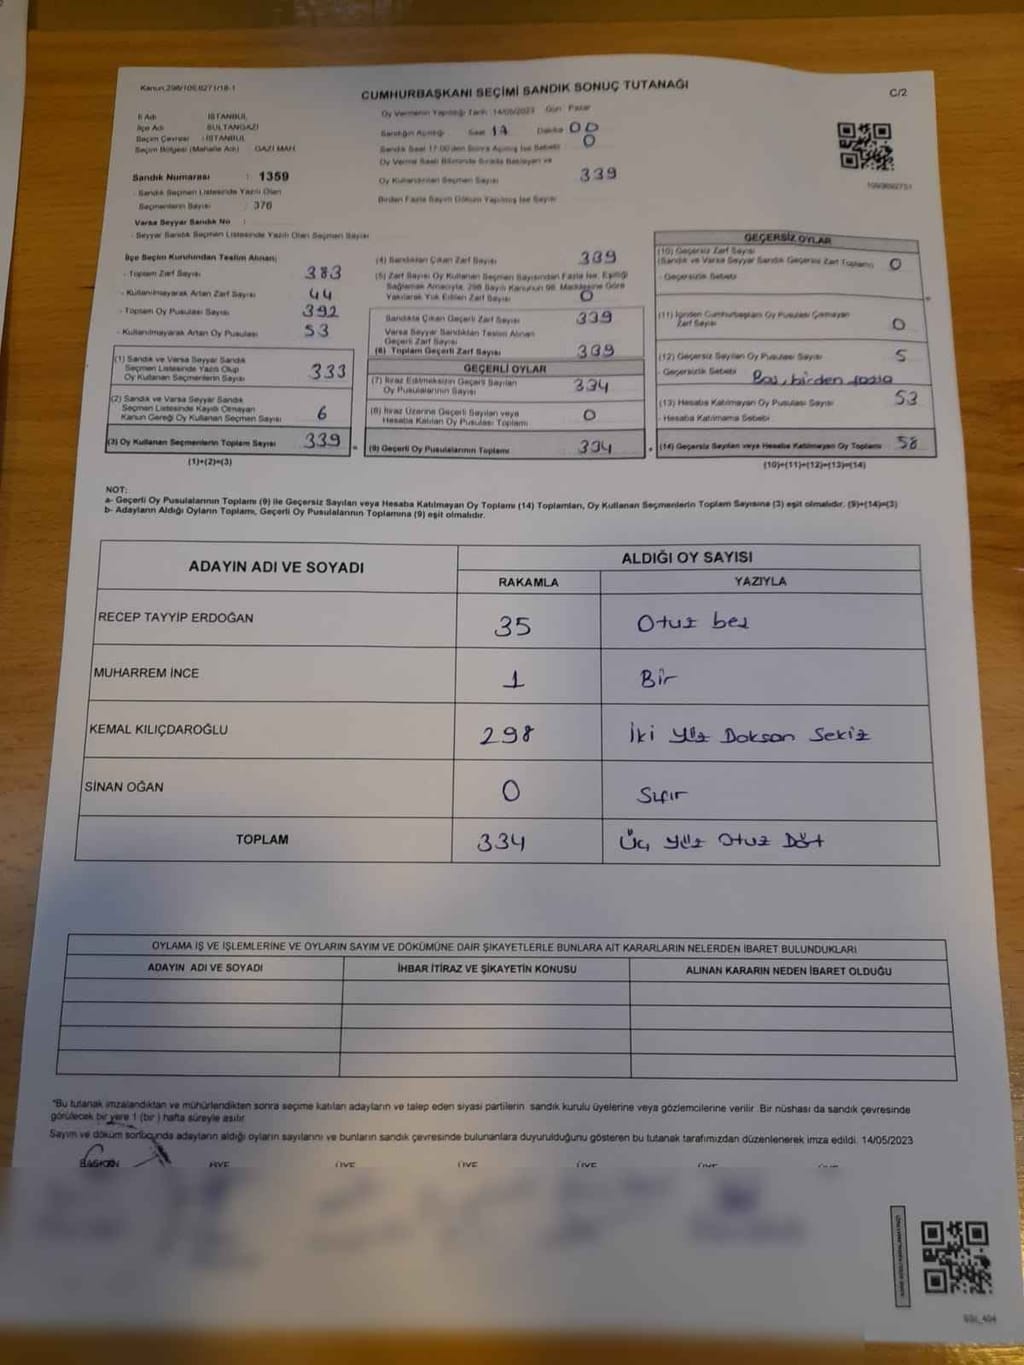 Kanun.298/105,6271/18-1
CUMHURBAŞKANI SEÇİMİ SANDIK SONUÇ TUTANAĞI
C/2
İl Adı : İSTANBUL
İlçe Adı : SULTANGAZİ
Seçim Çevresi : İSTANBUL
Seçim Bölgesi (Mahalle Adı) : GAZİ MAH.
Sandık Numarası : 1359
- Sandık Seçmen Listesinde Yazılı Olan
Seçmenlerin Sayısı : 376
Varsa Seyyar Sandık No :
- Seyyar Sandık Seçmen Listesinde Yazılı Olan Seçmen Sayısı
Oy Vermenin Yapıldığı Tarih :14/05/2023 Gün : Pazar
Sandığın Açıldığı Saat 17 Dakika 00
Sandık Saat 17:00'den Sonra Açılmış İse Sebebi 0
Oy Verme Saati Bitiminde Sırada Bekleyen ve
Oy Kullandırılan Seçmen Sayısı 339
Birden Fazla Sayım Döküm Yapılmış İse Sayısı
İlçe Seçim Kurulundan Teslim Alınan;
- Toplam Zarf Sayısı 383
- Kullanılmayarak Artan Zarf Sayısı 44
- Toplam Oy Pusulası Sayısı 392
- Kullanılmayarak Artan Oy Pusulası 53
(1) Sandık ve Varsa Seyyar Sandık
Seçmen Listesinde Yazılı Olup
Oy Kullanan Seçmenlerin Sayısı 333
(2) Sandık ve Varsa Seyyar Sandık
Seçmen Listesinde Kayıtlı Olmayan
Kanun Gereği Oy Kullanan Seçmen Sayısı 6
(3) Oy Kullanan Seçmenlerin Toplam Sayısı 339
(1)+(2)=(3)
(4) Sandıktan Çıkan Zarf Sayısı 339
(5) Zarf Sayısı Oy Kullanan Seçmen Sayısından Fazla İse, Eşitliği
Sağlamak Amacıyla, 298 Sayılı Kanunun 98. Maddesine Göre
Yakılarak Yok Edilen Zarf Sayısı 0
Sandıkta Çıkan Geçerli Zarf Sayısı 339
Varsa Seyyar Sandıktan Teslim Alınan
Geçerli Zarf Sayısı
(6) Toplam Geçerli Zarf Sayısı 339
GEÇERLİ OYLAR
(7) İtiraz Edilmeksizin Geçerli Sayılan
Oy Pusulalarının Sayısı 334
(8) İtiraz Üzerine Geçerli Sayılan veya
Hesaba Katılan Oy Pusulası Toplamı 0
(9) Geçerli Oy Pusulalarının Toplamı 334
GEÇERSİZ OYLAR
(10) Geçersiz Zarf Sayısı
(Sandık ve Varsa Seyyar Sandık Geçersiz Zarf Toplamı) 0
- Geçersizlik Sebebi
(11) İçinden Cumhurbaşkanı Oy Pusulası Çıkmayan
Zarf Sayısı 0
(12) Geçersiz Sayılan Oy Pusulası Sayısı 5
- Geçersizlik Sebebi Boş, birden fazla
(13) Hesaba Katılmayan Oy Pusulası Sayısı 53
- Hesaba Katılmama Sebebi
(14) Geçersiz Sayılan veya Hesaba Katılmayan Oy Toplamı 58
(10)+(11)+(12)+(13)=(14)
NOT:
a- Geçerli Oy Pusulalarının Toplamı (9) ile Geçersiz Sayılan veya Hesaba Katılmayan Oy Toplamı (14) Toplamları, Oy Kullanan Seçmenlerin Toplam Sayısına (3) eşit olmalıdır. (9)+(14)=(3)
b- Adayların Aldığı Oyların Toplamı, Geçerli Oy Pusulalarının Toplamına (9) eşit olmalıdır.
ADAYIN ADI VE SOYADI
ALDIĞI OY SAYISI
RAKAMLA YAZIYLA
RECEP TAYYİP ERDOĞAN 35 Otuz beş
MUHARREM İNCE 1 Bir
KEMAL KILIÇDAROĞLU 298 İki Yüz Doksan Sekiz
SİNAN OĞAN 0 Sıfır
TOPLAM 334 Üç Yüz Otuz Dört
OYLAMA İŞ VE İŞLEMLERİNE VE OYLARIN SAYIM VE DÖKÜMÜNE DAİR ŞİKAYETLERLE BUNLARA AİT KARARLARIN NELERDEN İBARET BULUNDUKLARI
ADAYIN ADI VE SOYADI İHBAR İTİRAZ VE ŞİKAYETİN KONUSU ALINAN KARARIN NEDEN İBARET OLDUĞU
*Bu tutanak imzalandıktan ve mühürlendikten sonra seçime katılan adayların ve talep eden siyasi partilerin sandık kurulu üyelerine veya gözlemcilerine verilir. Bir nüshası da sandık çevresinde
görülecek bir yere 1 (bir) hafta süreyle asılır.
Sayım ve döküm sonucunda adayların aldığı oyların sayılarını ve bunların sandık çevresinde bulunanlara duyurulduğunu gösteren bu tutanak tarafımızdan düzenlenerek imza edildi. 14/05/2023
BAŞKAN ÜYE ÜYE ÜYE ÜYE